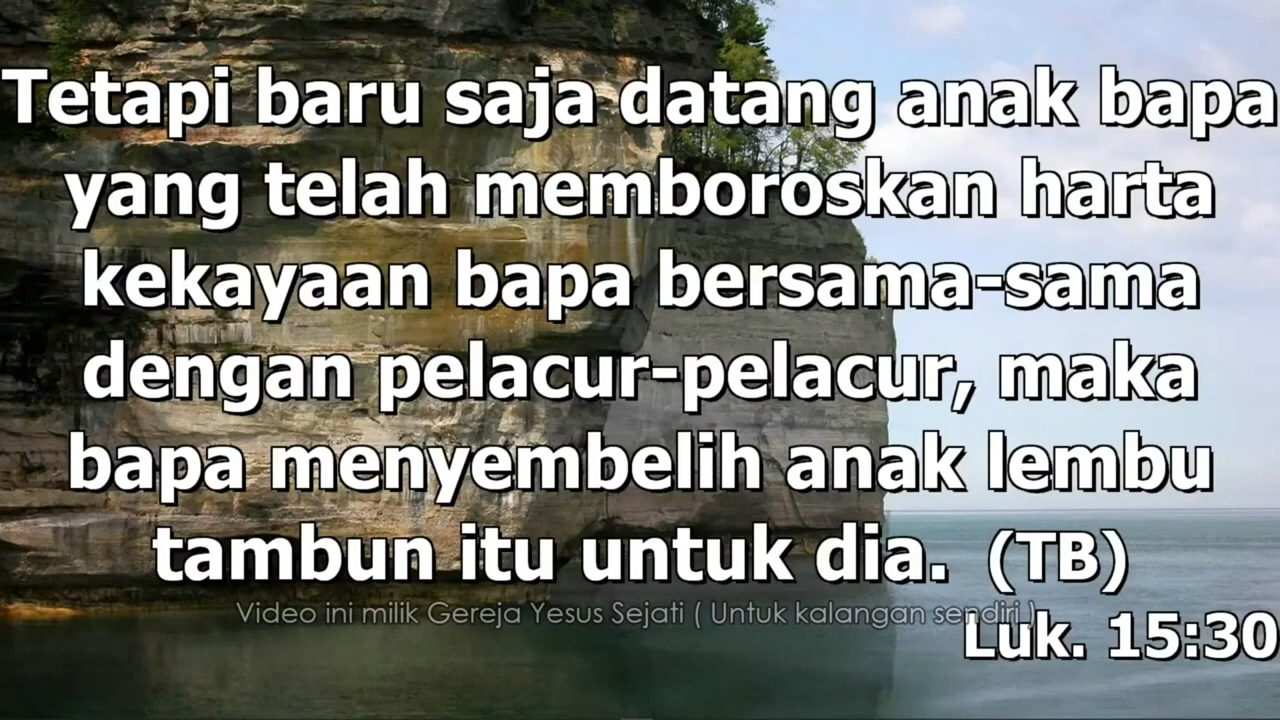 Tetapi baru saja datang anak bapa
yang telah memboroskan harta
kekayaan bapa bersama-sama
dengan pelacur-pelacur, maka
bapa menyembelih anak lembu
tambun itu untuk dia. (TB)
Video ini milik Gereja Yesus Sejati ( Untuk kalangan sendiri )
Luk. 15:30